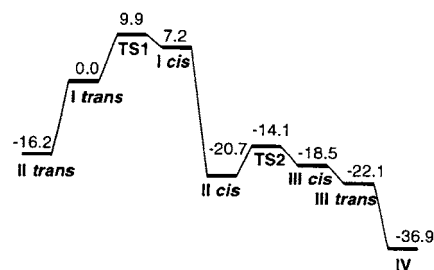 9.9
TS1
7.2
I cis
0.0
I trans
-16.2
II trans
-20.7
II cis
-14.1
TS2
-18.5
III cis
-22.1
III trans
-36.9
IV